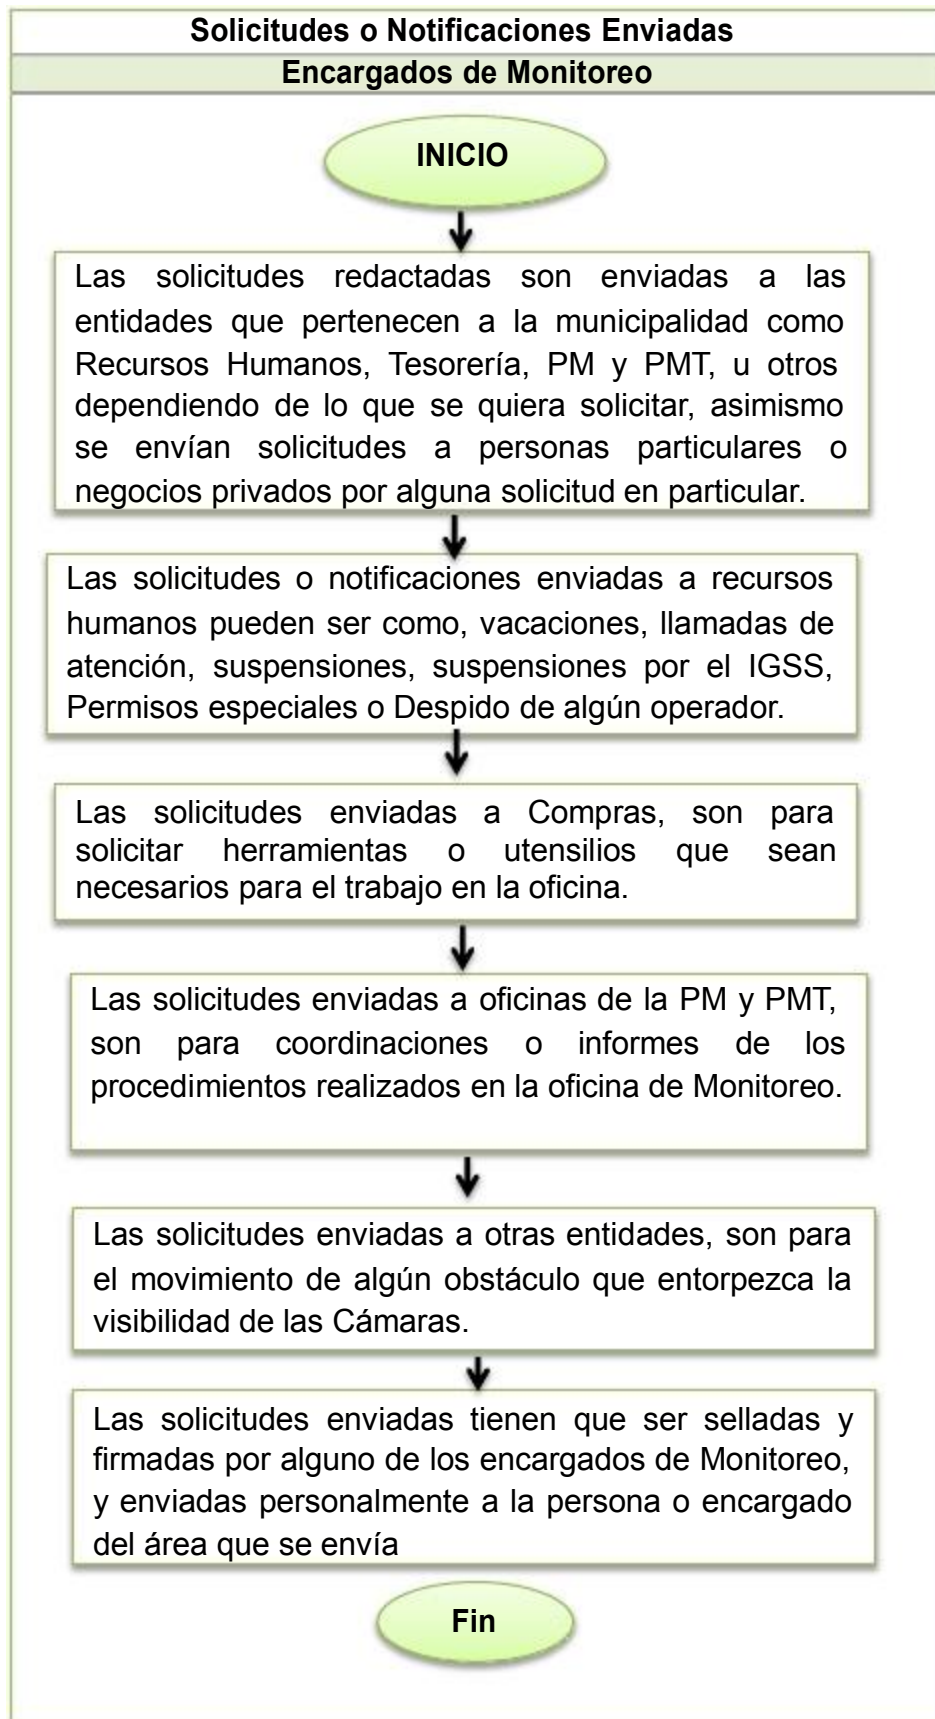 Solicitudes o Notificaciones Enviadas
Encargados de Monitoreo
INICIO
Las solicitudes redactadas son enviadas a las
entidades que pertenecen a la municipalidad como
Recursos Humanos, Tesorería, PM y PMT, u otros
dependiendo de lo que se quiera solicitar, asimismo
se envían solicitudes a personas particulares o
negocios privados por alguna solicitud en particular.
Las solicitudes o notificaciones enviadas a recursos
humanos pueden ser como, vacaciones, llamadas de
atención, suspensiones, suspensiones por el IGSS,
Permisos especiales o Despido de algún operador.
Las solicitudes enviadas a Compras, son para
solicitar herramientas o utensilios que sean
necesarios para el trabajo en la oficina.
Las solicitudes enviadas a oficinas de la PM y PMT,
son para coordinaciones o informes de los
procedimientos realizados en la oficina de Monitoreo.
Las solicitudes enviadas a otras entidades, son para
el movimiento de algún obstáculo que entorpezca la
visibilidad de las Cámaras.
Las solicitudes enviadas tienen que ser selladas y
firmadas por alguno de los encargados de Monitoreo,
y enviadas personalmente a la persona o encargado
del área que se envía
Fin